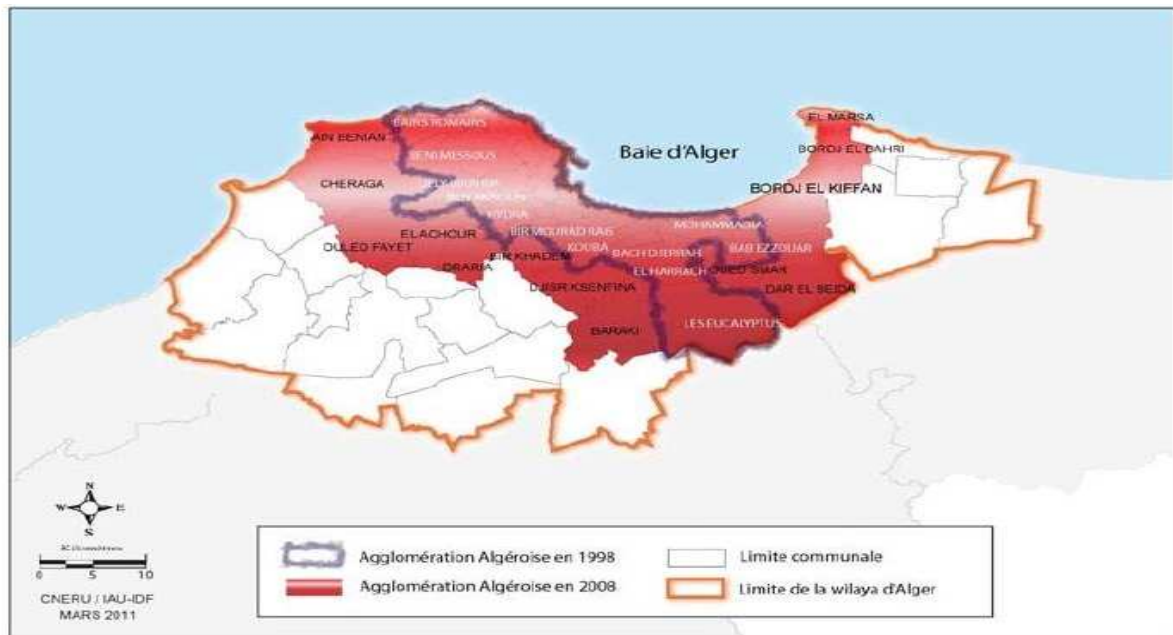 EL MARSA
BAINS ROMAINS
AIN BENIAN
BORDJ EL BAHRI
Baie d'Alger
BENI MESSOUS
CHERAGA
DELY IBRAHIM
BORDJ EL KIFFAN
HYDRA
MOHAMMADIA
EL ACHOUR
BIR MOURAD RAIS
OULED FAYET
KOUBA
BAB EZZOUAR
BIR KHADEM
BACH DJERRAH
DRARIA
EL HARRACH
OUED SMAR
DJISR KSENFINA
DAR EL BEIDA
BARAKI
LES EUCALYPTUS
N
W E
S
0 5 10
CNERU / IAU-IDF
MARS 2011
Agglomération Algéroise en 1998
Agglomération Algéroise en 2008
Limite communale
Limite de la wilaya d'Alger